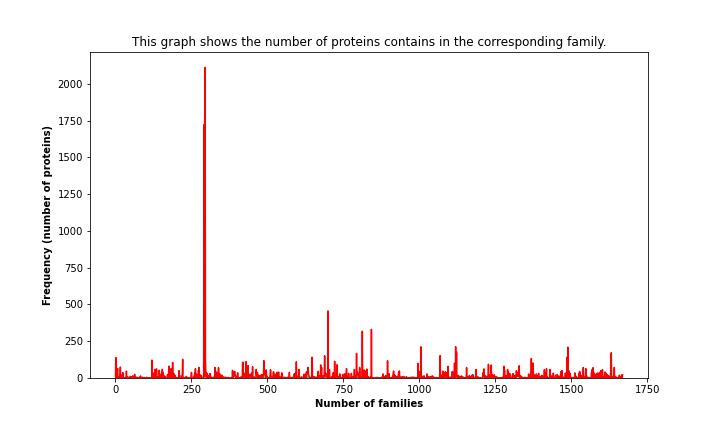 This graph shows the number of proteins contains in the corresponding family.
2000
1750
1500
1250
1000
750
500
250
0
Frequency (number of proteins)
0 250 500 750 1000 1250 1500 1750
Number of families